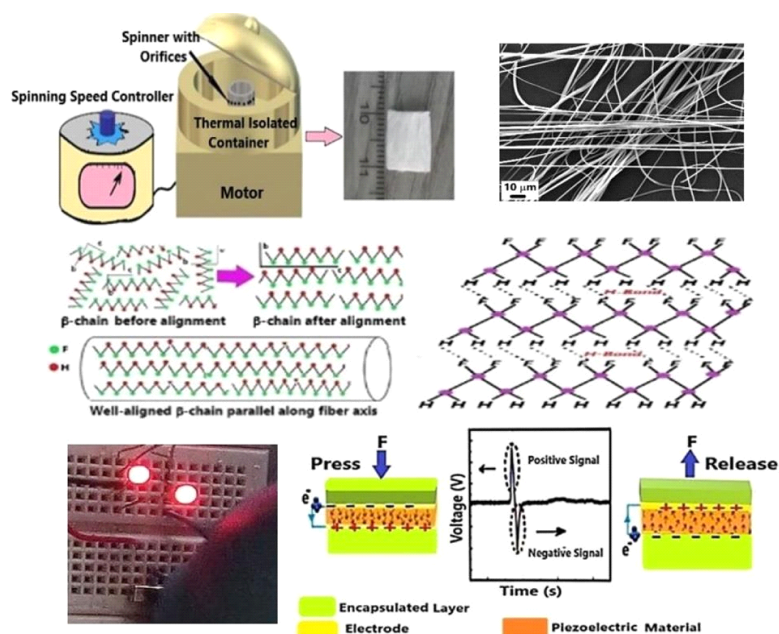 Spinner with
Orifices
Spinning Speed Controller
Thermal Isolated
Container
Motor
10
11
10 μm
b
c
β-chain before alignment
β-chain after alignment
F
H
Well-aligned β-chain parallel along fiber axis
F F F F
H H H H
H-Bond
F F F F F
H H H H H
H-Bond
F F F F
H H H H H
F
Press
e-
Voltage (V)
Positive Signal
Negative Signal
Time (s)
F
Release
e-
Encapsulated Layer
Electrode
Piezoelectric Material